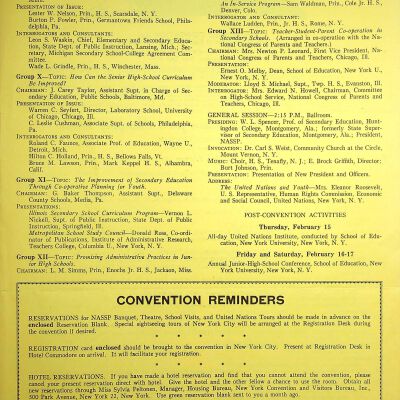 PRESENTATION OF ISSUE:
Lester W. Nelson, Prin., H. S., Scarsdale, N. Y.
Burton P. Fowler, Prin., Germantown Friends School, Philadelphia, Pa.
INTERROGATORS AND CONSULTANTS:
Leon S. Waskin, Chief, Elementary and Secondary Education, State Dept. of Public Instruction, Lansing, Mich.; Secretary, Michigan Secondary School-College Agreement Committee.
Wade L. Grindle, Prin., H. S., Winchester, Mass.
Group X—TOPIC: How Can the Senior High-School Curriculum Be Improved?
CHAIRMAN: J. Carey Taylor, Assistant Supt. in Charge of Secondary Education, Public Schools, Baltimore, Md.
PRESENTATION OF ISSUE:
Warren C. Seyfert, Director, Laboratory School, University of Chicago, Chicago, Ill.
C. Leslie Cushman, Associate Supt. of Schools, Philadelphia, Pa.
INTERROGATORS AND CONSULTANTS:
Roland C. Faunce, Associate Prof. of Education, Wayne U., Detroit, Mich.
Hilton C. Holland, Prin., H. S., Bellows Falls, Vt.
Bruce M. Lawson, Prin., Mark Keppel H. S., Alhambra, Calif.
Group XI—TOPIC: The Improvement of Secondary Education Through Co-operative Planning for Youth.
CHAIRMAN: G. Baker Thompson, Assistant Supt., Delaware County Schools, Media, Pa.
PRESENTATIONS:
Illinois Secondary School Curriculum Program—Vernon L. Nickell, Supt. of Public Instruction, State Dept. of Public Instruction, Springfield, Ill.
Metropolitan School Study Council—Donald Ross, Co-ordinator of Publications, Institute of Administrative Research, Teachers College, Columbia U., New York, N. Y.
Group XII—TOPIC: Promising Administrative Practices in Junior High Schools.
CHAIRMAN: L. M. Simms, Prin., Enochs Jr. H. S., Jackson, Miss.
An In-Service Program—Sam Waldman, Prin., Cole Jr. H. S., Denver, Colo.
INTERROGATOR AND CONSULTANT:
Wallace Ludden, Prin., Jr. H. S., Rome, N. Y.
Group XIII—TOPIC: Teacher-Student-Parent Co-operation in Secondary Schools. (Arranged in co-operation with the National Congress of Parents and Teachers.)
CHAIRMAN: Mrs. Newton P. Leonard, First Vice President, National Congress of Parents and Teachers, Chicago, Ill.
PRESENTATION:
Ernest O. Melby, Dean, School of Education, New York U., New York, N. Y.
INTERROGATOR: Lloyd S. Michael, Supt., Twp. H. S., Evanston, Ill.
INTERROGATOR: Mrs. Edward N. Howell, Chairman, Committee on High-School Service, National Congress of Parents and Teachers, Chicago, Ill.
GENERAL SESSION—2:15 P.M., Ballroom.
PRESIDING: W. L. Spencer, Prof. of Secondary Education, Huntingdon College, Montgomery, Ala.; formerly State Supervisor of Secondary Education, Montgomery, Ala.; President, NASSP.
INVOCATION: Dr. Carl S. Weist, Community Church at the Circle, Mount Vernon, N. Y.
MUSIC: Choir, H. S., Tenafly, N. J.; E. Brock Griffith, Director; Burt Johnson, Prin.
PRESENTATION: Presentation of New President and Officers.
ADDRESS:
The United Nations and Youth—Mrs. Eleanor Roosevelt, U. S. Representative, Human Rights Commission, Economic and Social Council, United Nations, New York, N. Y.
POST-CONVENTION ACTIVITIES
Thursday, February 15
All-day United Nations Institute, conducted by School of Education, New York University, New York, N. Y.
Friday and Saturday, February 16-17
Annual Junior-High-School Conference, School of Education, New York University, New York, N. Y.
CONVENTION REMINDERS
RESERVATIONS for NASSP Banquet, Theatre, School Visits, and United Nations Tours should be made in advance on the
enclosed Reservation Blank. Special sightseeing tours of New York City will be arranged at the Registration Desk during
the convention if desired.
* * * * *
REGISTRATION card enclosed should be brought to the convention in New York City. Present at Registration Desk in
Hotel Commodore on arrival. It will facilitate your registration.
* * * * *
HOTEL RESERVATIONS. If you have made a hotel reservation and find that you cannot attend the convention, please
cancel your present reservation direct with hotel. Give the hotel and the other fellow a chance to use the room. Obtain all
new reservations through Miss Sylvia Peltonen, Manager, Housing Bureau, New York Convention and Visitors Bureau, Inc.,
500 Park Avenue, New York 22, New York. Use green reservation blank sent to you a month ago.